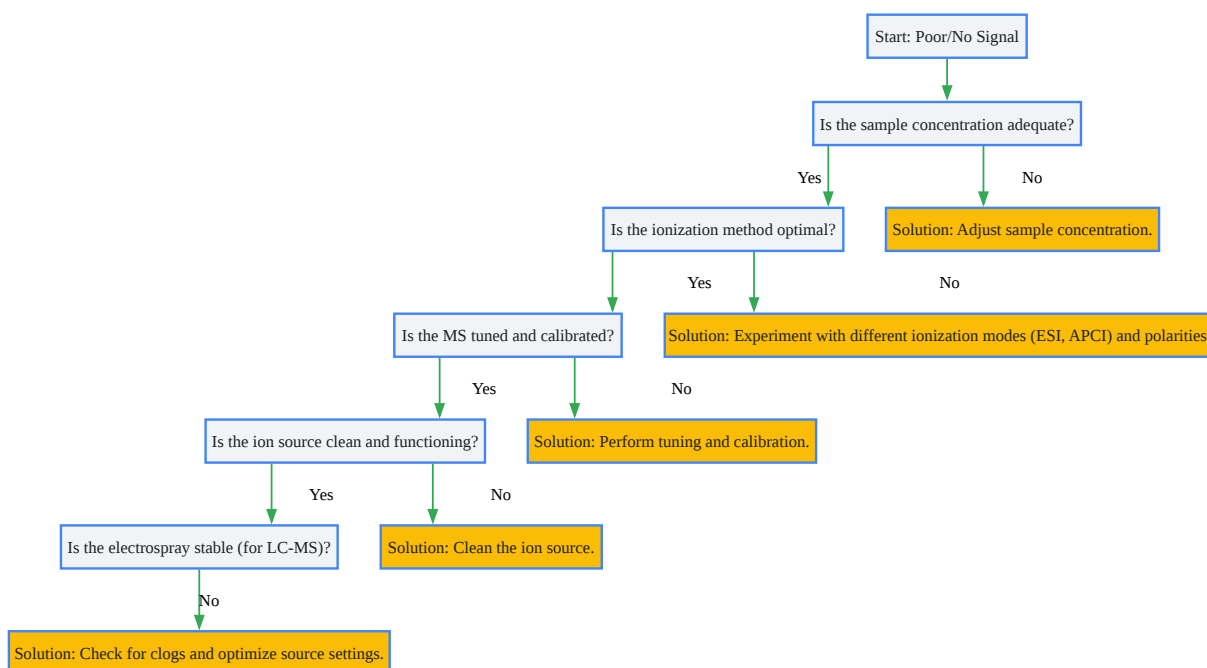 Start: Poor/No Signal
Is the sample concentration adequate?
Yes
No
Is the ionization method optimal?
Solution: Adjust sample concentration.
Yes
No
Is the MS tuned and calibrated?
Solution: Experiment with different ionization modes (ESI, APCI) and polarities
Yes
No
Is the ion source clean and functioning?
Solution: Perform tuning and calibration.
Yes
No
Is the electrospray stable (for LC-MS)?
Solution: Clean the ion source.
No
Solution: Check for clogs and optimize source settings.